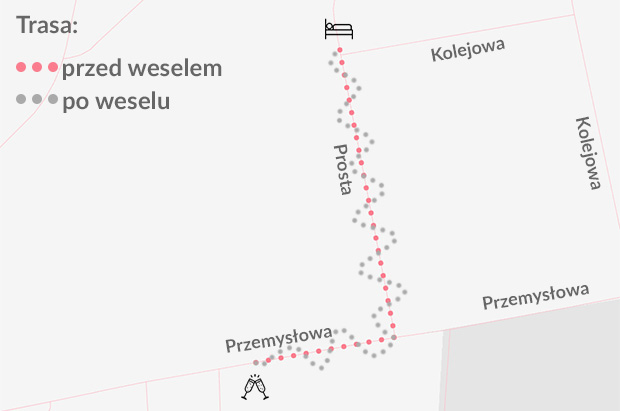 Trasa:
przed weselem
po weselu
Kolejowa
Kolejowa
Prosta
Przemysłowa
Przemysłowa